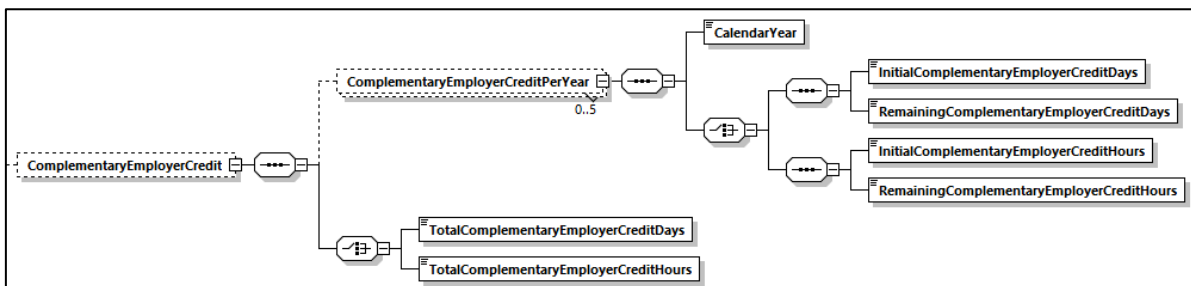 CalendarYear
ComplementaryEmployerCreditPerYear
0..5
InitialComplementaryEmployerCreditDays
RemainingComplementaryEmployerCreditDays
InitialComplementaryEmployerCreditHours
RemainingComplementaryEmployerCreditHours
ComplementaryEmployerCredit
TotalComplementaryEmployerCreditDays
TotalComplementaryEmployerCreditHours